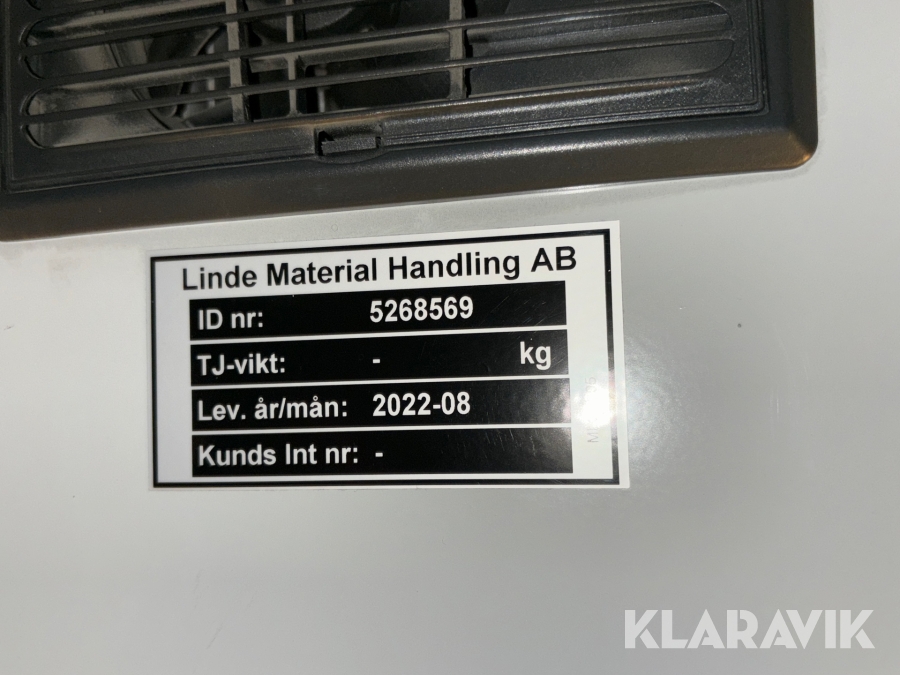 Linde Material Handling AB
ID nr: 5268569
TJ-vikt: - kg
Lev. år/mån: 2022-08
Kunds Int nr: -
KLARAVIK